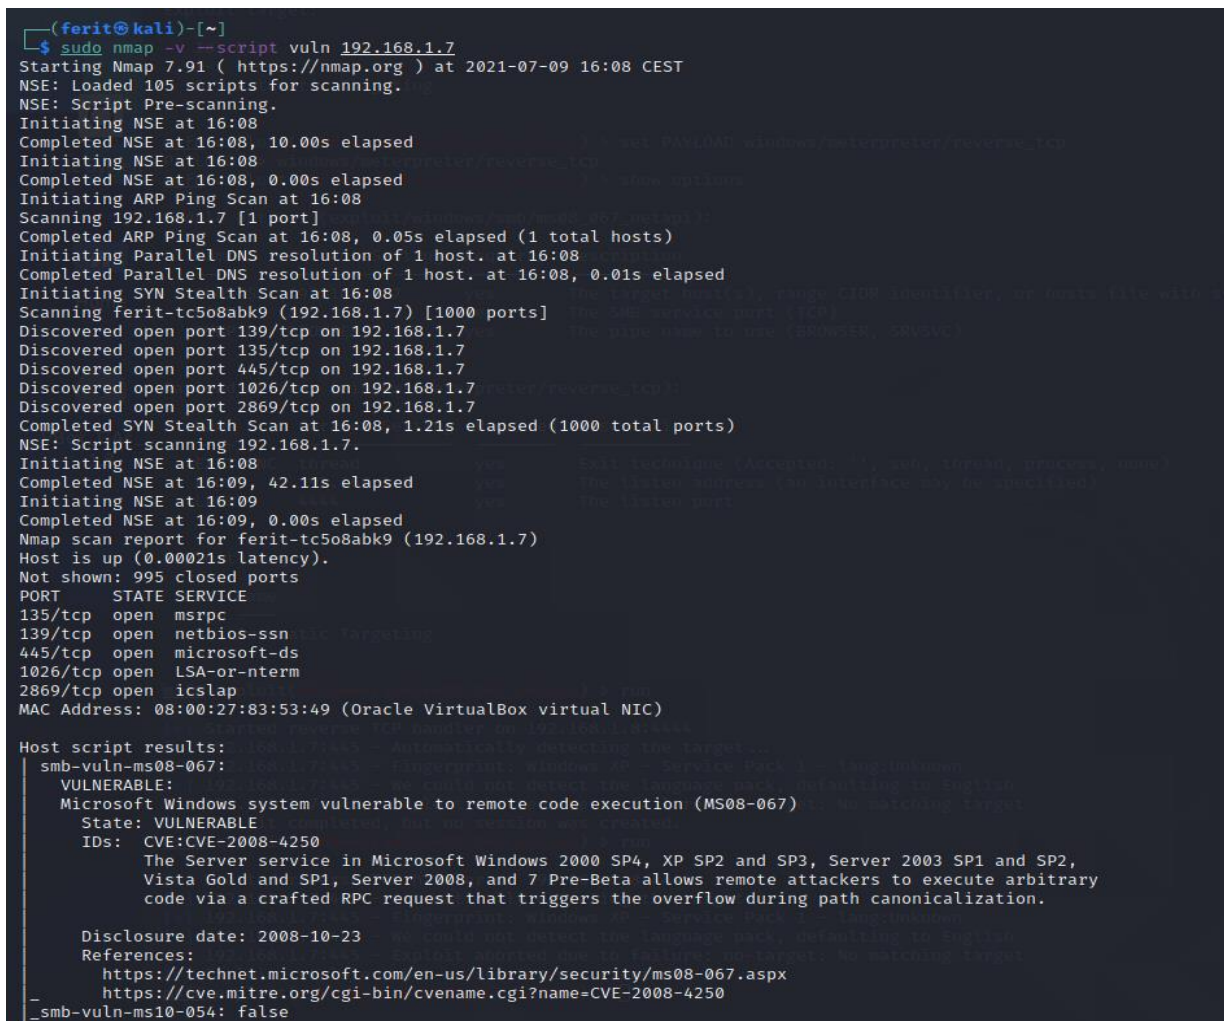 (ferit㉿kali)-[~]
$ sudo nmap -v --script vuln 192.168.1.7
Starting Nmap 7.91 ( https://nmap.org ) at 2021-07-09 16:08 CEST
NSE: Loaded 105 scripts for scanning.
NSE: Script Pre-scanning.
Initiating NSE at 16:08
Completed NSE at 16:08, 10.00s elapsed
Initiating NSE at 16:08
Completed NSE at 16:08, 0.00s elapsed
Initiating ARP Ping Scan at 16:08
Scanning 192.168.1.7 [1 port]
Completed ARP Ping Scan at 16:08, 0.05s elapsed (1 total hosts)
Initiating Parallel DNS resolution of 1 host. at 16:08
Completed Parallel DNS resolution of 1 host. at 16:08, 0.01s elapsed
Initiating SYN Stealth Scan at 16:08
Scanning ferit-tc5o8abk9 (192.168.1.7) [1000 ports]
Discovered open port 139/tcp on 192.168.1.7
Discovered open port 135/tcp on 192.168.1.7
Discovered open port 445/tcp on 192.168.1.7
Discovered open port 1026/tcp on 192.168.1.7
Discovered open port 2869/tcp on 192.168.1.7
Completed SYN Stealth Scan at 16:08, 1.21s elapsed (1000 total ports)
NSE: Script scanning 192.168.1.7.
Initiating NSE at 16:08
Completed NSE at 16:09, 42.11s elapsed
Initiating NSE at 16:09
Completed NSE at 16:09, 0.00s elapsed
Nmap scan report for ferit-tc5o8abk9 (192.168.1.7)
Host is up (0.00021s latency).
Not shown: 995 closed ports
PORT     STATE SERVICE
135/tcp  open  msrpc
139/tcp  open  netbios-ssn
445/tcp  open  microsoft-ds
1026/tcp open  LSA-or-nterm
2869/tcp open  icslap
MAC Address: 08:00:27:83:53:49 (Oracle VirtualBox virtual NIC)
Host script results:
| smb-vuln-ms08-067:
|   VULNERABLE:
|   Microsoft Windows system vulnerable to remote code execution (MS08-067)
|     State: VULNERABLE
|     IDs:  CVE:CVE-2008-4250
|           The Server service in Microsoft Windows 2000 SP4, XP SP2 and SP3, Server 2003 SP1 and SP2,
|           Vista Gold and SP1, Server 2008, and 7 Pre-Beta allows remote attackers to execute arbitrary
|           code via a crafted RPC request that triggers the overflow during path canonicalization.
|
|     Disclosure date: 2008-10-23
|     References:
|       https://technet.microsoft.com/en-us/library/security/ms08-067.aspx
|_      https://cve.mitre.org/cgi-bin/cvename.cgi?name=CVE-2008-4250
|_smb-vuln-ms10-054: false